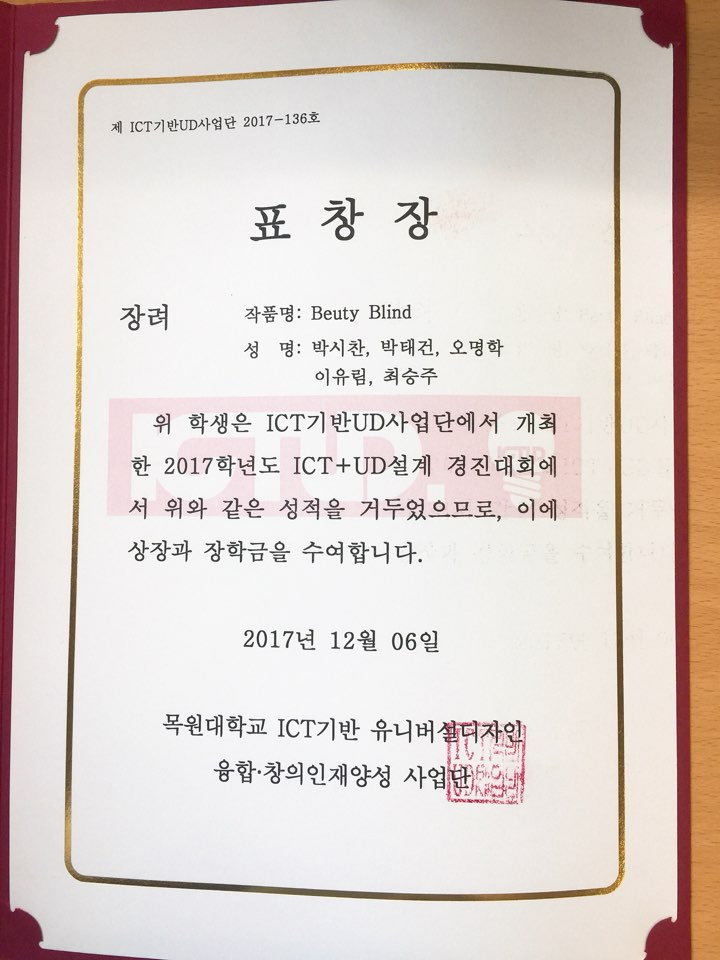 제 ICT기반UD사업단 2017-136호
표 창 장
장려
작품명: Beuty Blind
성 명: 박시찬, 박태건, 오명학
이유림, 최승주
위 학생은 ICT기반UD사업단에서 개최
한 2017학년도 ICT+UD설계 경진대회에
서 위와 같은 성적을 거두었으므로, 이에
상장과 장학금을 수여합니다.
2017년 12월 06일
목원대학교 ICT기반 유니버설디자인
융합·창의인재양성 사업단